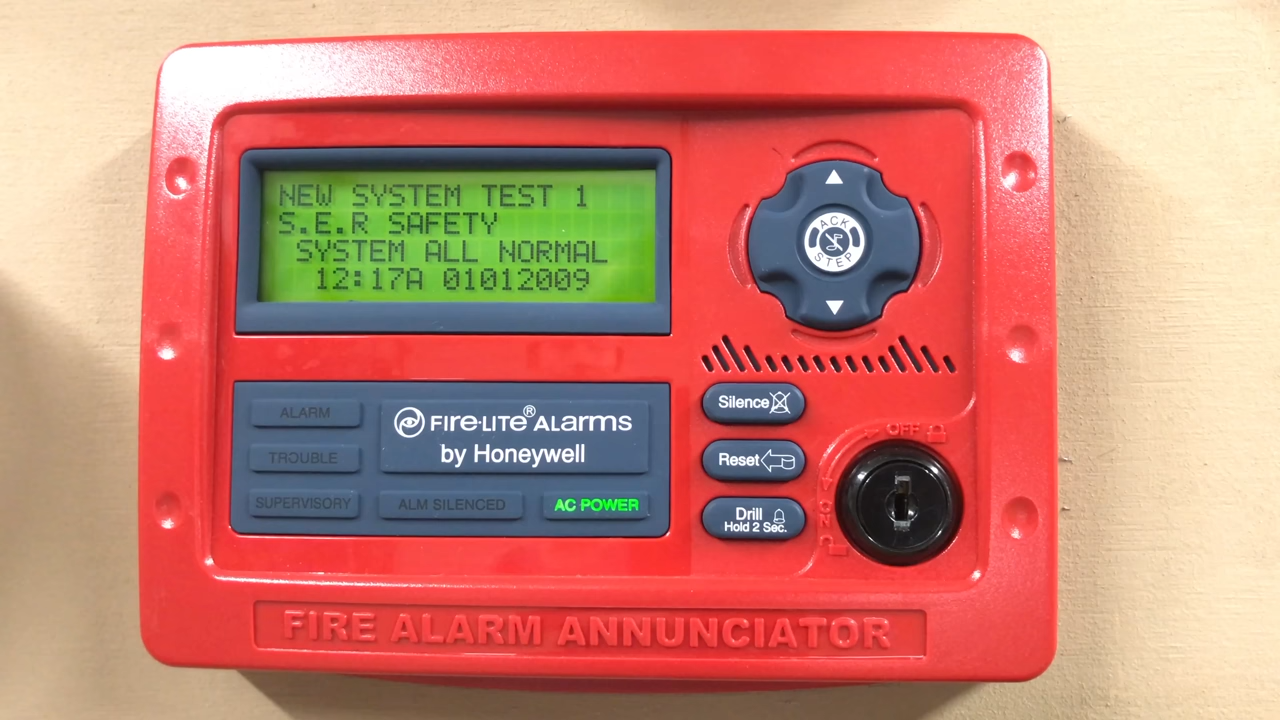 NEW SYSTEM TEST 1
S.E.R SAFETY
SYSTEM ALL NORMAL
12:17A 01012009
ACK
STEP
ALARM
TROUBLE
SUPERVISORY
ALM SILENCED
AC POWER
FIRE-LITE® ALARMS
by Honeywell
Silence
Reset
Drill
Hold 2 Sec.
OFF
ON
FIRE ALARM ANNUNCIATOR